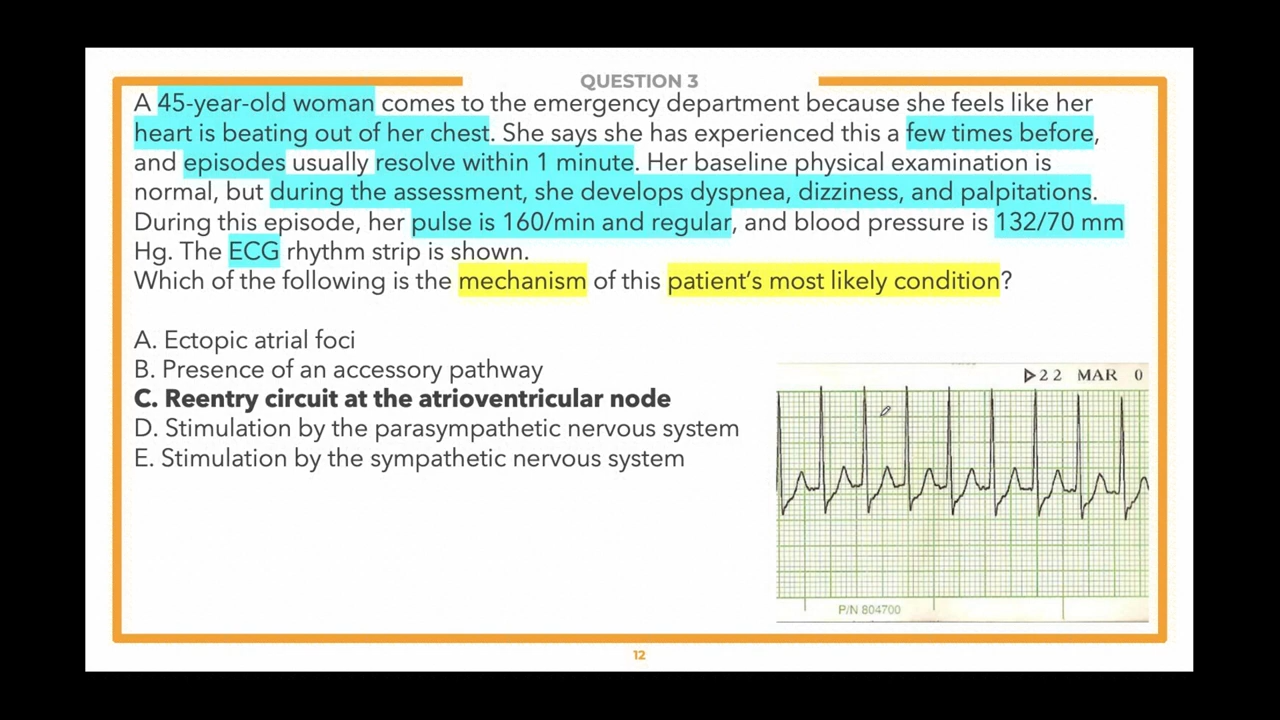 QUESTION 3
A 45-year-old woman comes to the emergency department because she feels like her
heart is beating out of her chest. She says she has experienced this a few times before,
and episodes usually resolve within 1 minute. Her baseline physical examination is
normal, but during the assessment, she develops dyspnea, dizziness, and palpitations.
During this episode, her pulse is 160/min and regular, and blood pressure is 132/70 mm
Hg. The ECG rhythm strip is shown.
Which of the following is the mechanism of this patient's most likely condition?
A. Ectopic atrial foci
B. Presence of an accessory pathway
C. Reentry circuit at the atrioventricular node
D. Stimulation by the parasympathetic nervous system
E. Stimulation by the sympathetic nervous system
22 MAR 0
P/N 804700
12